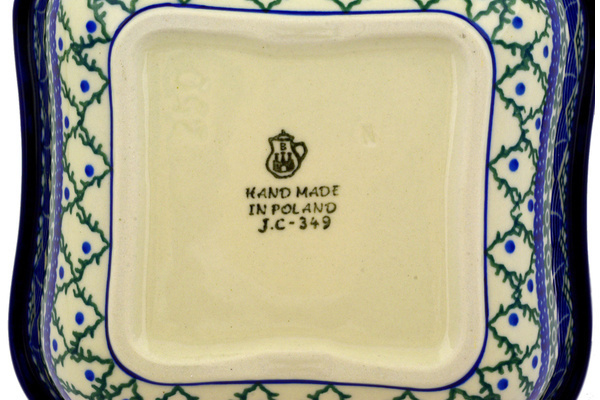 B
HAND MADE
IN POLAND
J.C-349